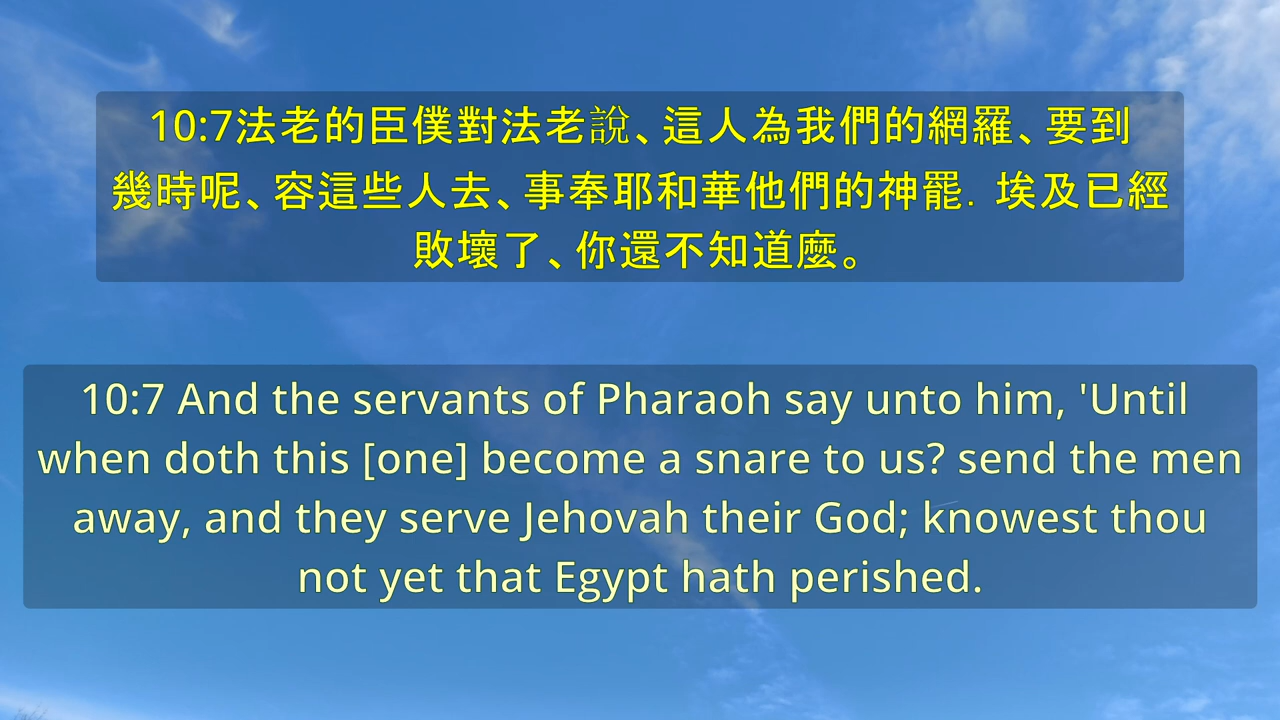 10:7法老的臣僕對法老說、這人為我們的網羅、要到
幾時呢、容這些人去、事奉耶和華他們的神罷. 埃及已經
敗壞了、你還不知道麼。
10:7 And the servants of Pharaoh say unto him, 'Until
when doth this [one] become a snare to us? send the men
away, and they serve Jehovah their God; knowest thou
not yet that Egypt hath perished.